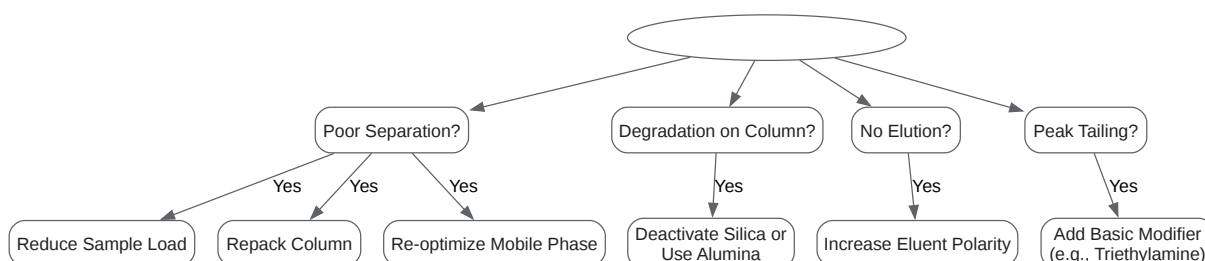 Poor Separation?
Degradation on Column?
No Elution?
Peak Tailing?
Yes
Yes
Yes
Yes
Yes
Yes
Reduce Sample Load
Repack Column
Re-optimize Mobile Phase
Deactivate Silica or
Use Alumina
Increase Eluent Polarity
Add Basic Modifier
(e.g., Triethylamine)